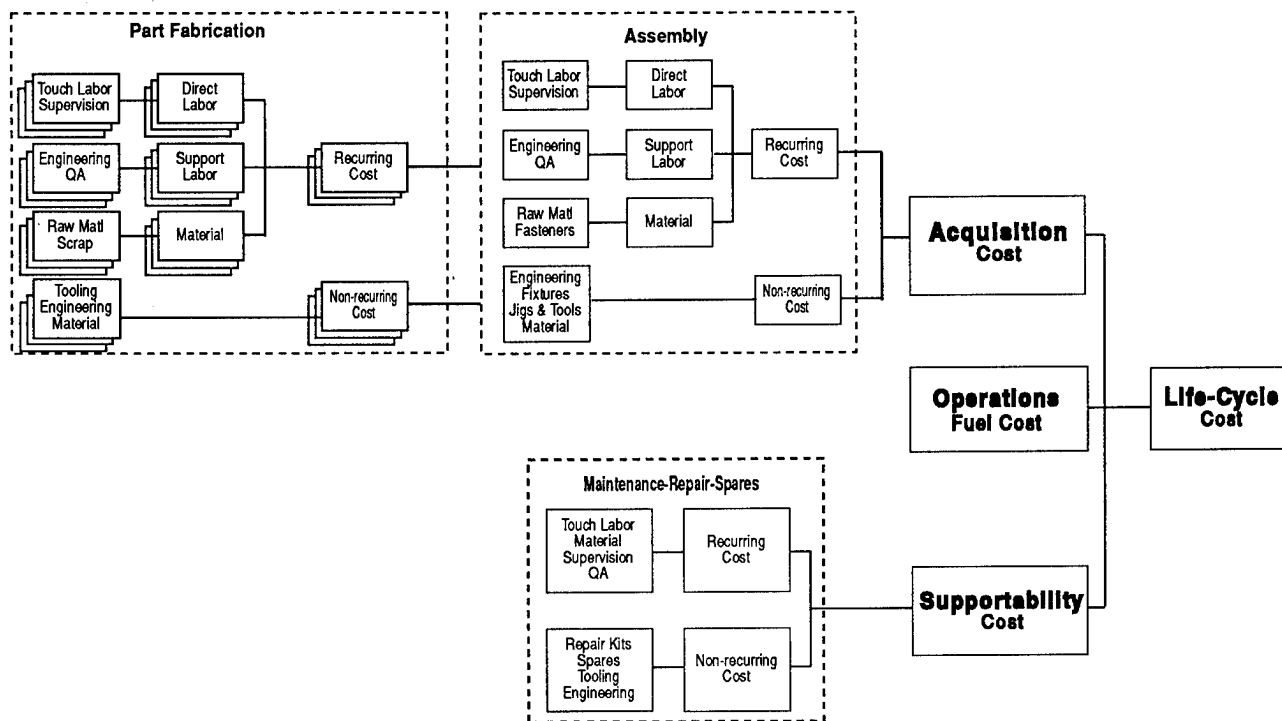 Part Fabrication
Touch Labor
Supervision
Direct
Labor
Engineering
QA
Support
Labor
Recurring
Cost
Raw Matl
Scrap
Material
Tooling
Engineering
Material
Non-recurring
Cost
Assembly
Touch Labor
Supervision
Direct
Labor
Engineering
QA
Support
Labor
Recurring
Cost
Raw Matl
Fasteners
Material
Engineering
Fixtures
Jigs & Tools
Material
Non-recurring
Cost
Acquisition
Cost
Operations
Fuel Cost
Life-Cycle
Cost
Maintenance-Repair-Spares
Touch Labor
Material
Supervision
QA
Recurring
Cost
Repair Kits
Spares
Tooling
Engineering
Non-recurring
Cost
Supportability
Cost